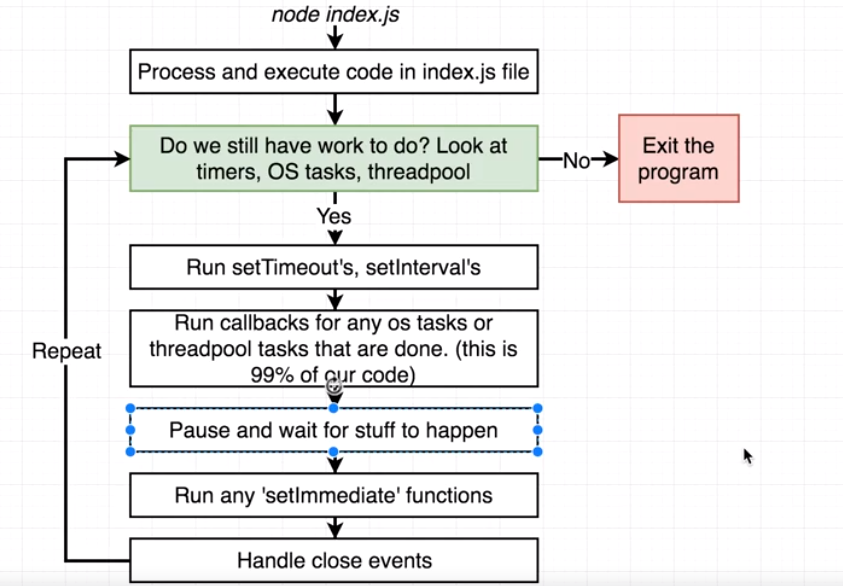 node index.js
Process and execute code in index.js file
Do we still have work to do? Look at
timers, OS tasks, threadpool
No
Exit the
program
Yes
Run setTimeout's, setInterval's
Run callbacks for any os tasks or
threadpool tasks that are done. (this is
99% of our code)
Repeat
Pause and wait for stuff to happen
Run any 'setImmediate' functions
Handle close events